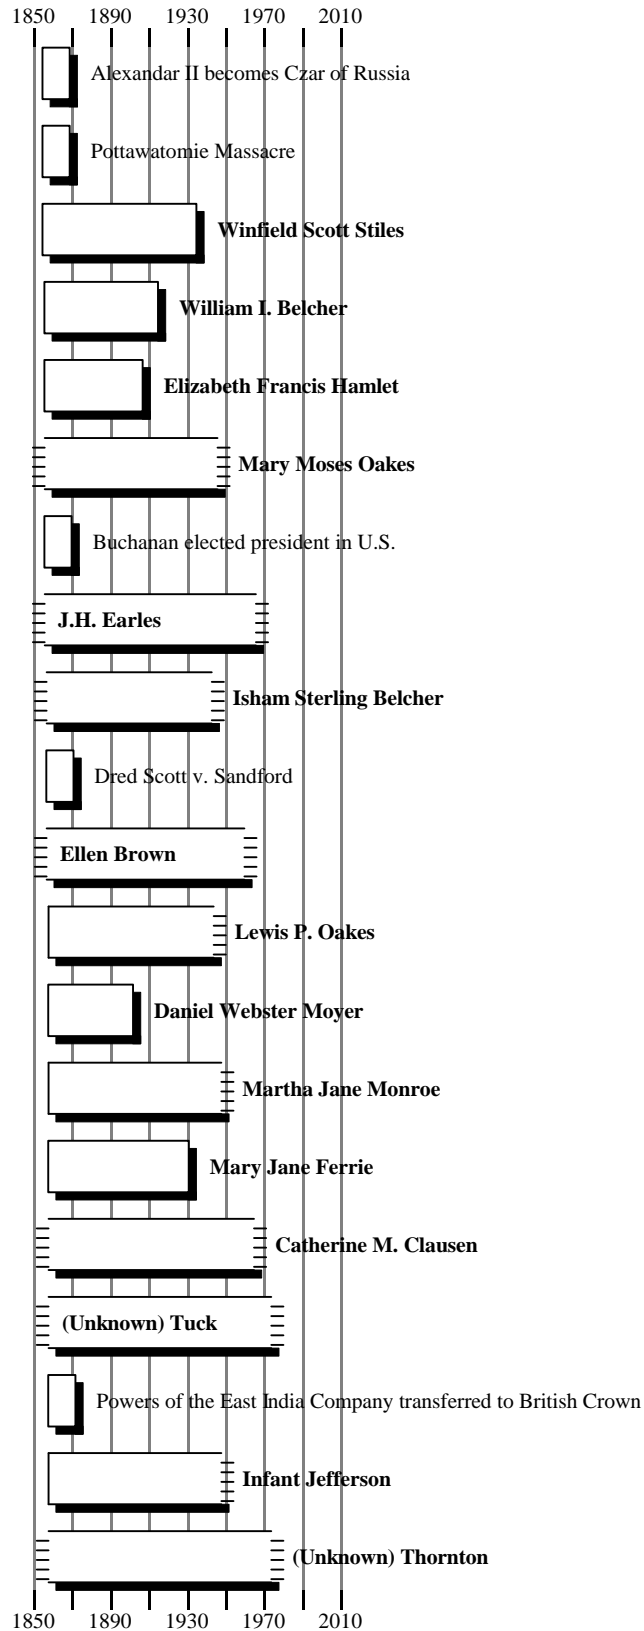 1850 1890 1930 1970 2010
Alexandar II becomes Czar of Russia
Pottawatomie Massacre
Winfield Scott Stiles
William I. Belcher
Elizabeth Francis Hamlet
Mary Moses Oakes
Buchanan elected president in U.S.
J.H. Earles
Isham Sterling Belcher
Dred Scott v. Sandford
Ellen Brown
Lewis P. Oakes
Daniel Webster Moyer
Martha Jane Monroe
Mary Jane Ferrie
Catherine M. Clausen
(Unknown) Tuck
Powers of the East India Company transferred to British Crown
Infant Jefferson
(Unknown) Thornton
1850 1890 1930 1970 2010